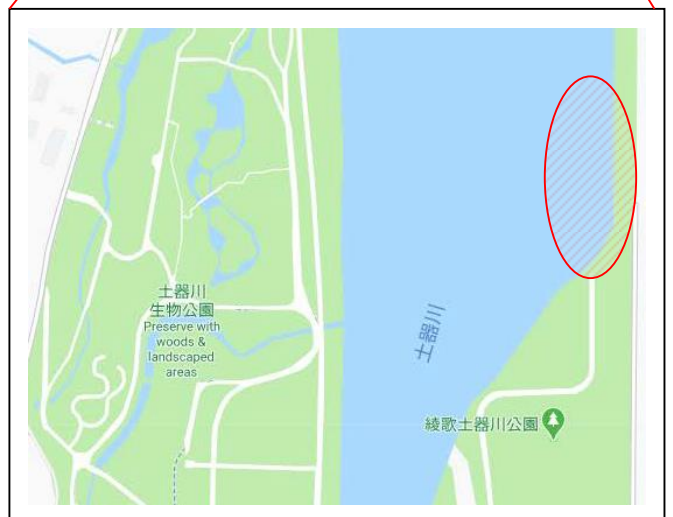 土器川
生物公園
Preserve with
woods &
landscaped
areas
土器川
綾歌土器川公園